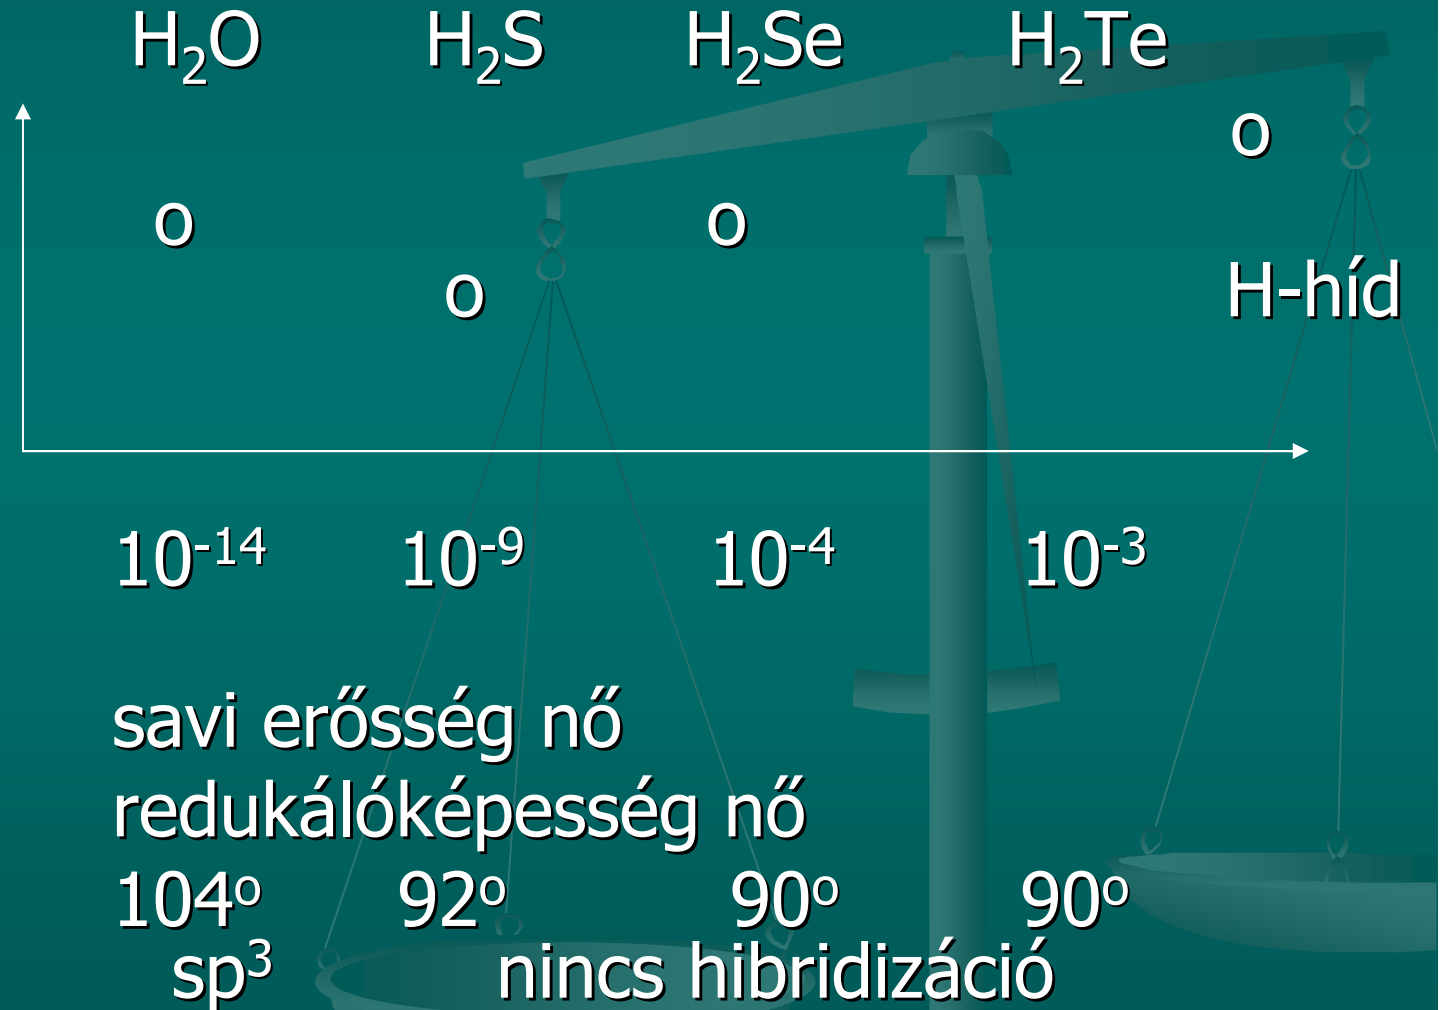 H₂O H₂S H₂Se H₂Te
o
o o
o H-híd
10⁻¹⁴ 10⁻⁹ 10⁻⁴ 10⁻³
savi erősség nő
redukálóképesség nő
104º 92º 90º 90º
sp³ nincs hibridizáció